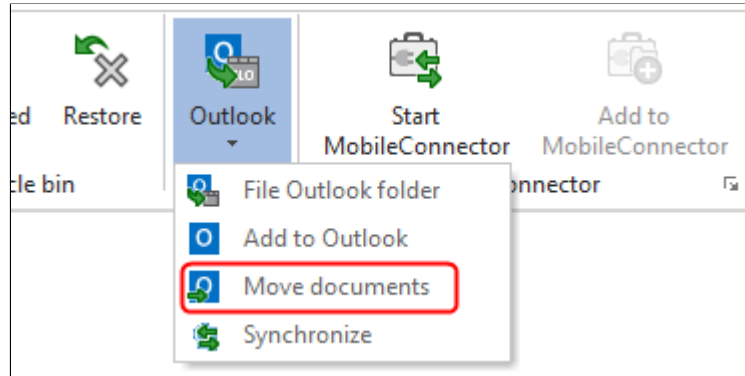 ed Restore Outlook Start Add to
MobileConnector MobileConnector
cle bin nnector
File Outlook folder
Add to Outlook
Move documents
Synchronize